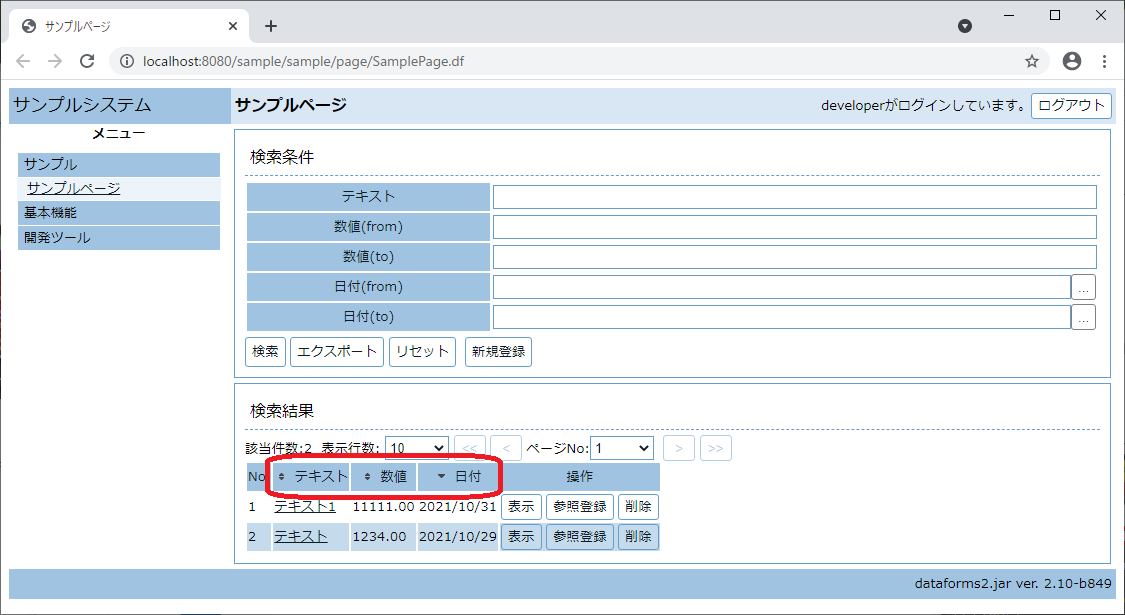 サンプルページ
localhost:8080/sample/sample/page/SamplePage.df
サンプルシステム
サンプルページ
developerがログインしています。 ログアウト
メニュー
サンプル
サンプルページ
基本機能
開発ツール
検索条件
テキスト
数値(from)
数値(to)
日付(from)
...
日付(to)
...
検索 エクスポート リセット 新規登録
検索結果
該当件数:2 表示行数: 10 << < ページNo: 1 > >>
No テキスト 数値 日付 操作
1 テキスト1 11111.00 2021/10/31 表示 参照登録 削除
2 テキスト 1234.00 2021/10/29 表示 参照登録 削除
dataforms2.jar ver. 2.10-b849